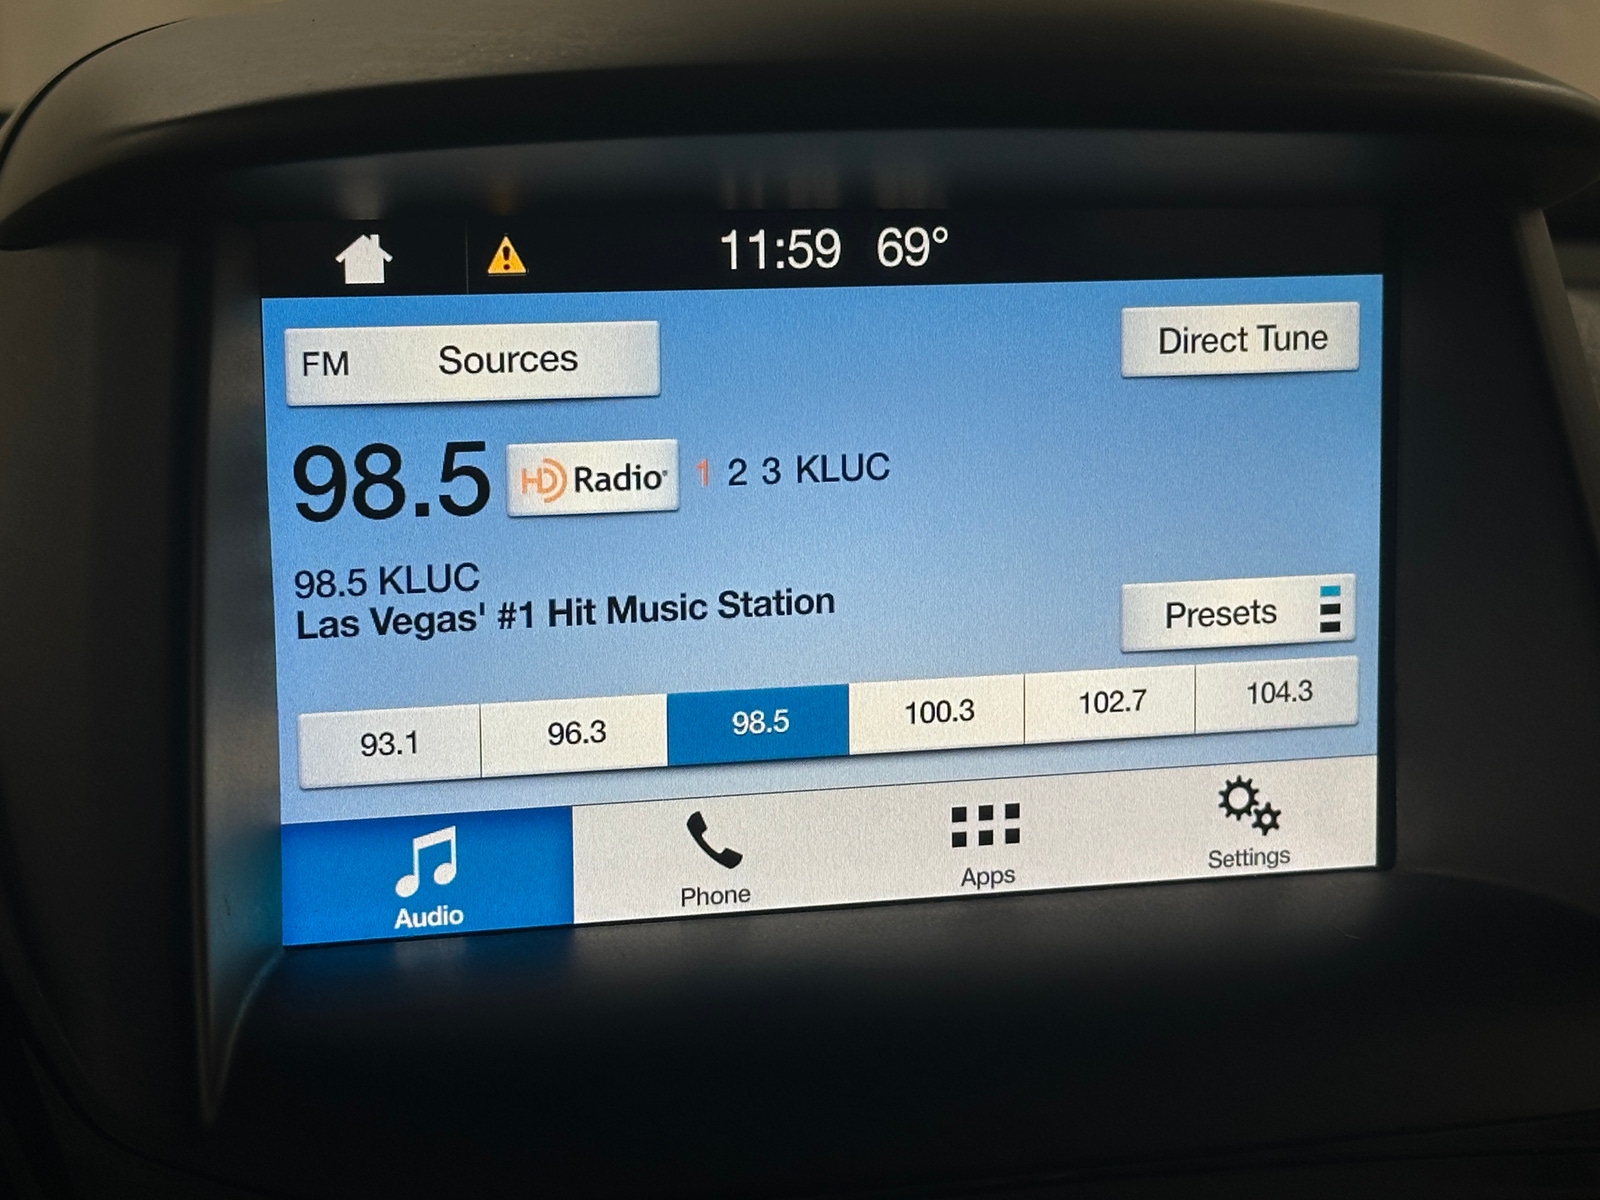 11:59 69°
FM Sources
Direct Tune
98.5 HD Radio® 1 2 3 KLUC
98.5 KLUC
Las Vegas' #1 Hit Music Station
Presets
93.1 96.3 98.5 100.3 102.7 104.3
Audio Phone Apps Settings